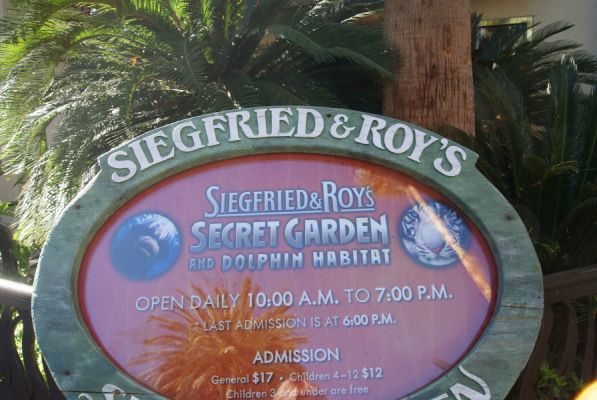 SIEGFRIED & ROY'S
SIEGFRIED & ROY'S
SECRET GARDEN
AND DOLPHIN HABITAT
OPEN DAILY 10:00 A.M. TO 7:00 P.M.
* LAST ADMISSION IS AT 6:00 P.M.
ADMISSION
General $17 • Children 4-12 $12
Children 3 and under are free